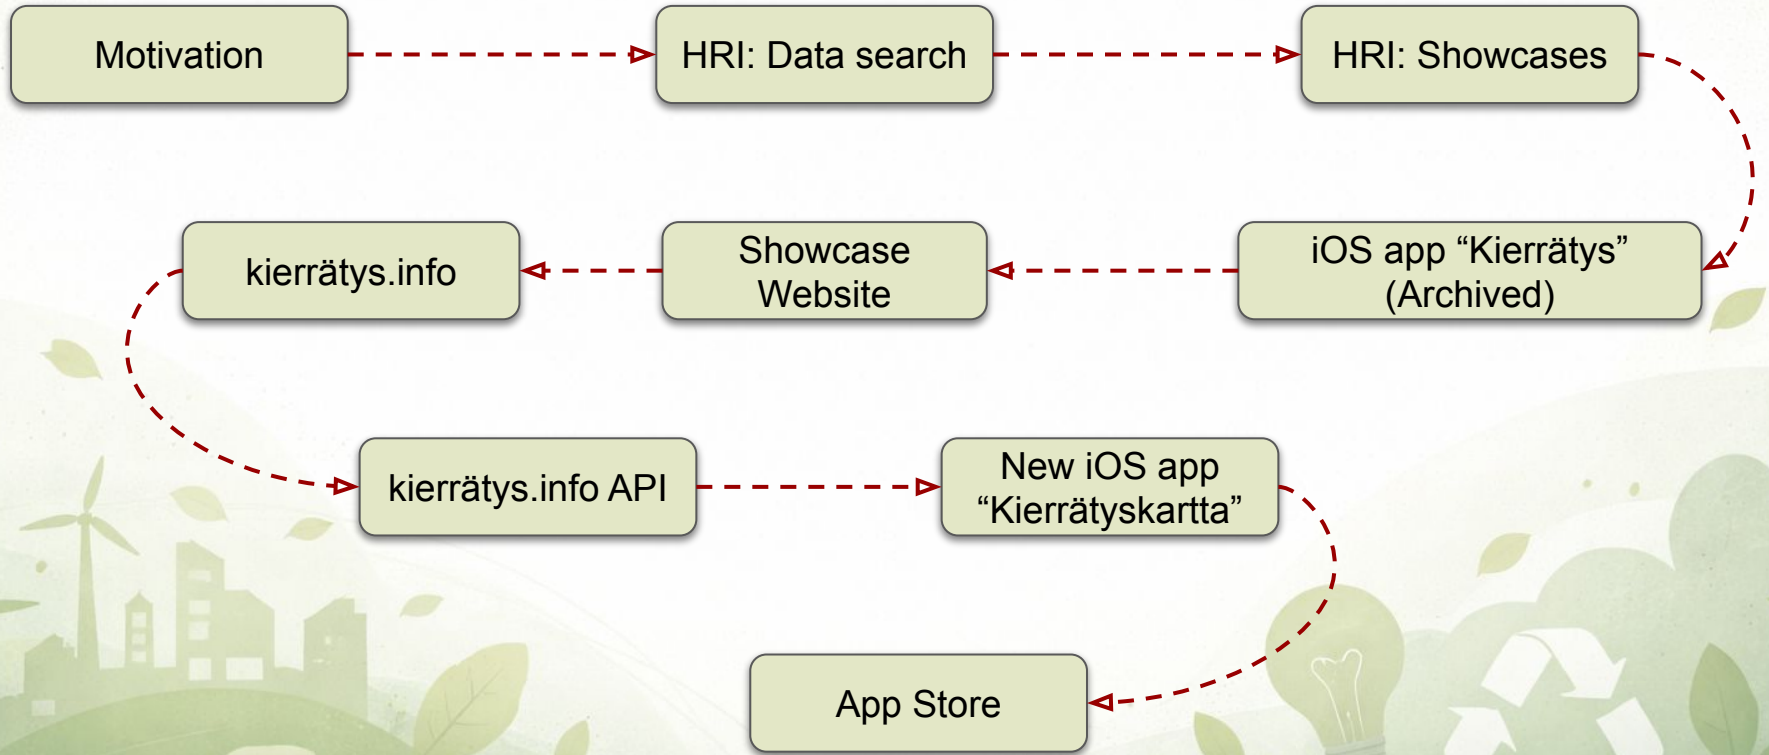 Motivation
HRI: Data search
HRI: Showcases
iOS app “Kierrätys”
(Archived)
Showcase
Website
kierrätys.info
kierrätys.info API
New iOS app
“Kierrätyskartta”
App Store